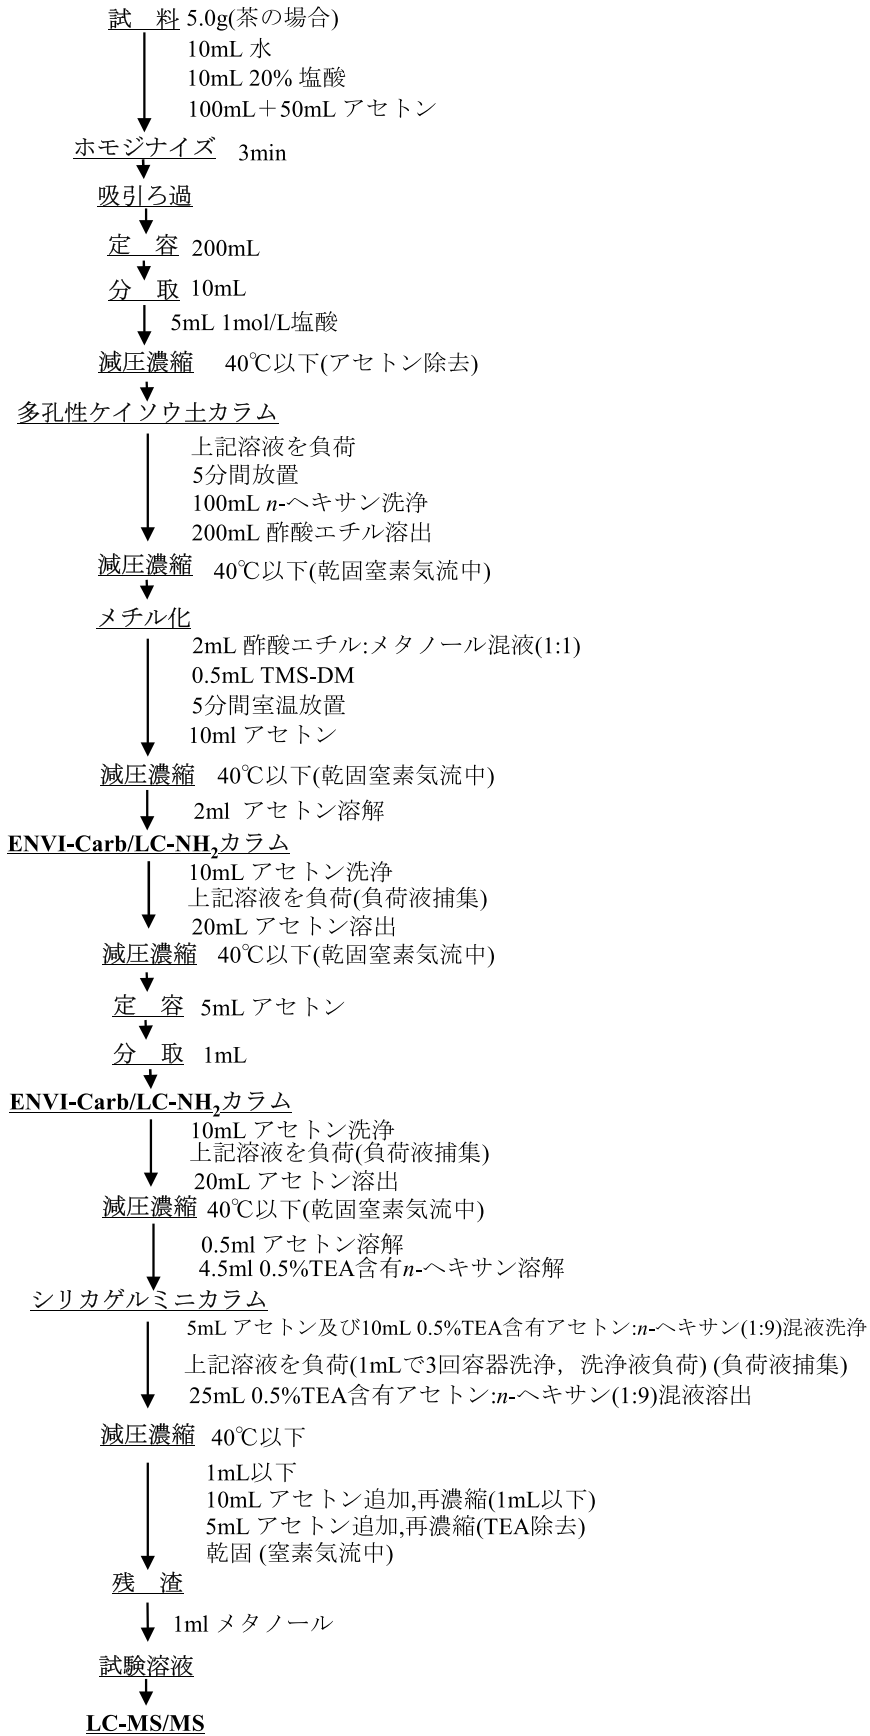 試　料 5.0g(茶の場合)
10mL 水
10mL 20% 塩酸
100mL＋50mL アセトン
ホモジナイズ 3min
吸引ろ過
定　容 200mL
分　取 10mL
5mL 1mol/L塩酸
減圧濃縮 40℃以下(アセトン除去)
多孔性ケイソウ土カラム
上記溶液を負荷
5分間放置
100mL n-ヘキサン洗浄
200mL 酢酸エチル溶出
減圧濃縮 40℃以下(乾固窒素気流中)
メチル化
2mL 酢酸エチル:メタノール混液(1:1)
0.5mL TMS-DM
5分間室温放置
10ml アセトン
減圧濃縮 40℃以下(乾固窒素気流中)
2ml アセトン溶解
ENVI-Carb/LC-NH2カラム
10mL アセトン洗浄
上記溶液を負荷(負荷液捕集)
20mL アセトン溶出
減圧濃縮 40℃以下(乾固窒素気流中)
定　容 5mL アセトン
分　取 1mL
ENVI-Carb/LC-NH2カラム
10mL アセトン洗浄
上記溶液を負荷(負荷液捕集)
20mL アセトン溶出
減圧濃縮 40℃以下(乾固窒素気流中)
0.5ml アセトン溶解
4.5ml 0.5%TEA含有n-ヘキサン溶解
シリカゲルミニカラム
5mL アセトン及び10mL 0.5%TEA含有アセトン:n-ヘキサン(1:9)混液洗浄
上記溶液を負荷(1mLで3回容器洗浄，洗浄液負荷) (負荷液捕集)
25mL 0.5%TEA含有アセトン:n-ヘキサン(1:9)混液溶出
減圧濃縮 40℃以下
1mL以下
10mL アセトン追加,再濃縮(1mL以下)
5mL アセトン追加,再濃縮(TEA除去)
乾固 (窒素気流中)
残　渣
1ml メタノール
試験溶液
LC-MS/MS